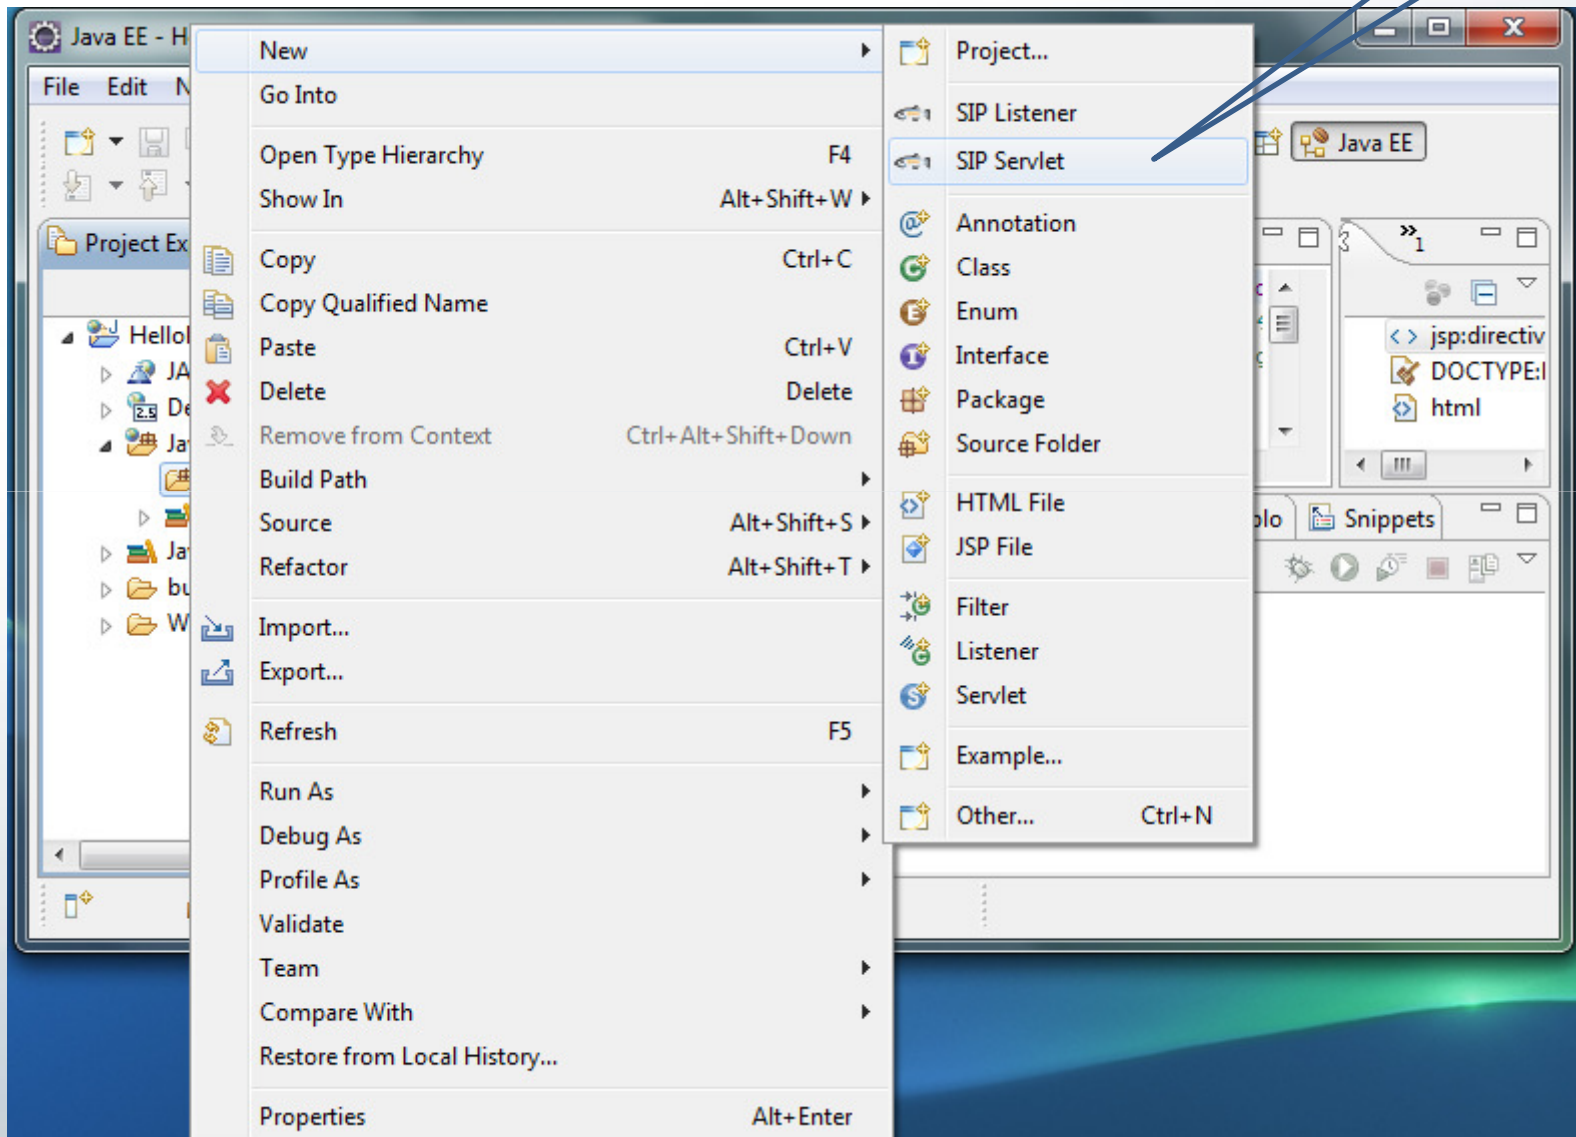 Java EE - H
File Edit N
Java EE
Project Ex
Hello
JA
2.5 De
Ja
Ja
bu
W
New
Go Into
Open Type Hierarchy F4
Show In Alt+Shift+W
Copy Ctrl+C
Copy Qualified Name
Paste Ctrl+V
Delete Delete
Remove from Context Ctrl+Alt+Shift+Down
Build Path
Source Alt+Shift+S
Refactor Alt+Shift+T
Import...
Export...
Refresh F5
Run As
Debug As
Profile As
Validate
Team
Compare With
Restore from Local History...
Properties Alt+Enter
Project...
SIP Listener
SIP Servlet
Annotation
Class
Enum
Interface
Package
Source Folder
HTML File
JSP File
Filter
Listener
Servlet
Example...
Other... Ctrl+N
»1
jsp:directiv
DOCTYPE:
html
olo Snippets